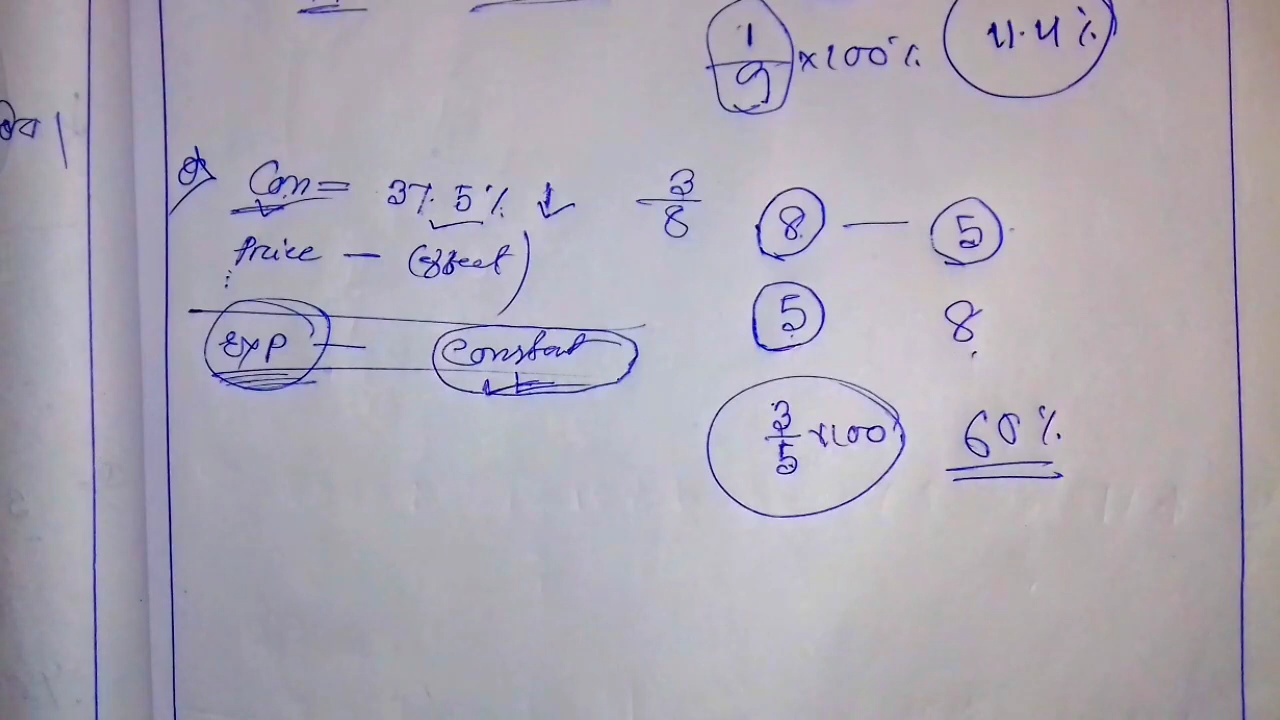 1/9 ×100% 11.11%
Con = 37.5% ↓ 3/8 8 — 5
Price — (effect)
5 8
Exp — Constant
3/5 ×100 60%